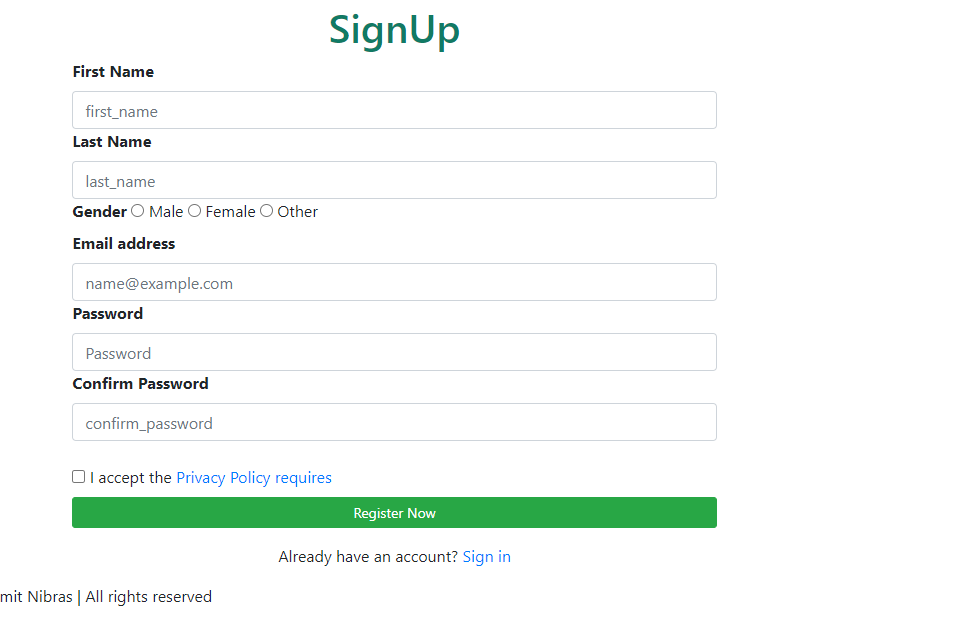 SignUp
First Name
first_name
Last Name
last_name
Gender Male Female Other
Email address
name@example.com
Password
Password
Confirm Password
confirm_password
I accept the Privacy Policy requires
Register Now
Already have an account? Sign in
mit Nibras | All rights reserved